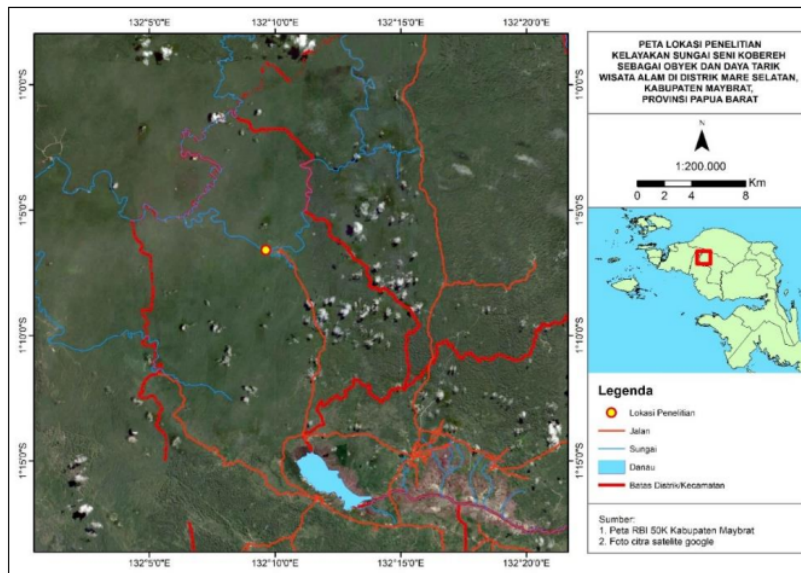 132°5'0"E 132°10'0"E 132°15'0"E 132°20'0"E
1°0'0"S
1°5'0"S
1°10'0"S
1°15'0"S
132°5'0"E 132°10'0"E 132°15'0"E 132°20'0"E
PETA LOKASI PENELITIAN
KELAYAKAN SUNGAI SENI KOBEREH
SEBAGAI OBYEK DAN DAYA TARIK
WISATA ALAM DI DISTRIK MARE SELATAN,
KABUPATEN MAYBRAT,
PROVINSI PAPUA BARAT
N
1:200.000
Km
0 2 4 8
Legenda
Lokasi Penelitian
Jalan
Sungai
Danau
Batas Distrik/Kecamatan
Sumber:
1. Peta RBI 50K Kabupaten Maybrat
2. Foto citra satelite google